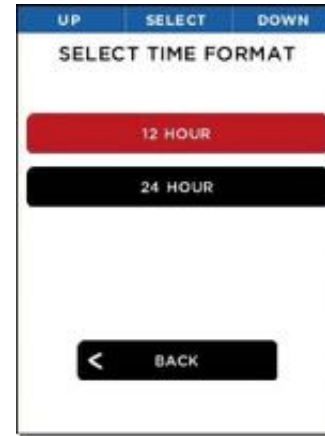 UP SELECT DOWN
SELECT TIME FORMAT
12 HOUR
24 HOUR
< BACK